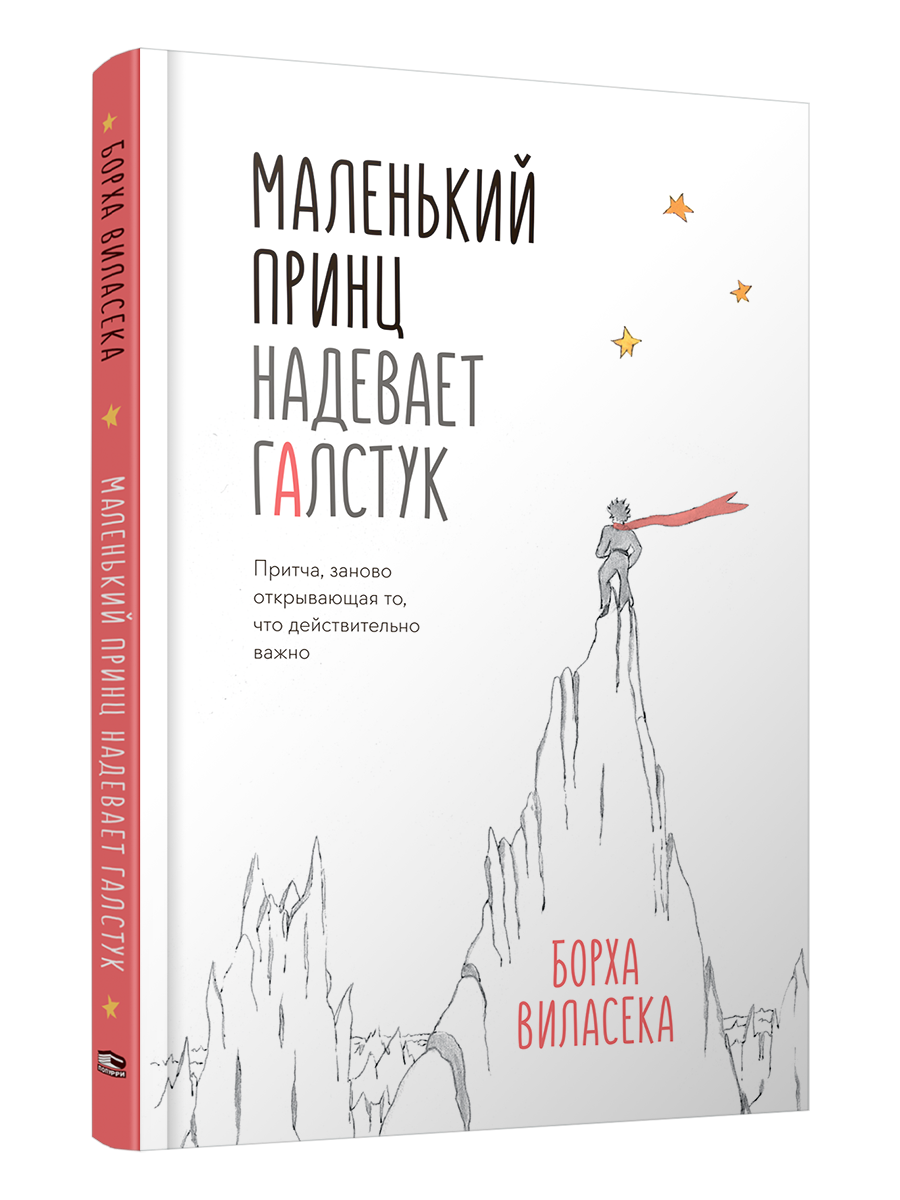 МАЛЕНЬКИЙ
ПРИНЦ
НАДЕВАЕТ
ГАЛСТУК
Притча, заново
открывающая то,
что действительно
важно
БОРХА
ВИЛАСЕКА
БОРХА ВИЛАСЕКА
МАЛЕНЬКИЙ ПРИНЦ НАДЕВАЕТ ГАЛСТУК
ПОПУРРИ